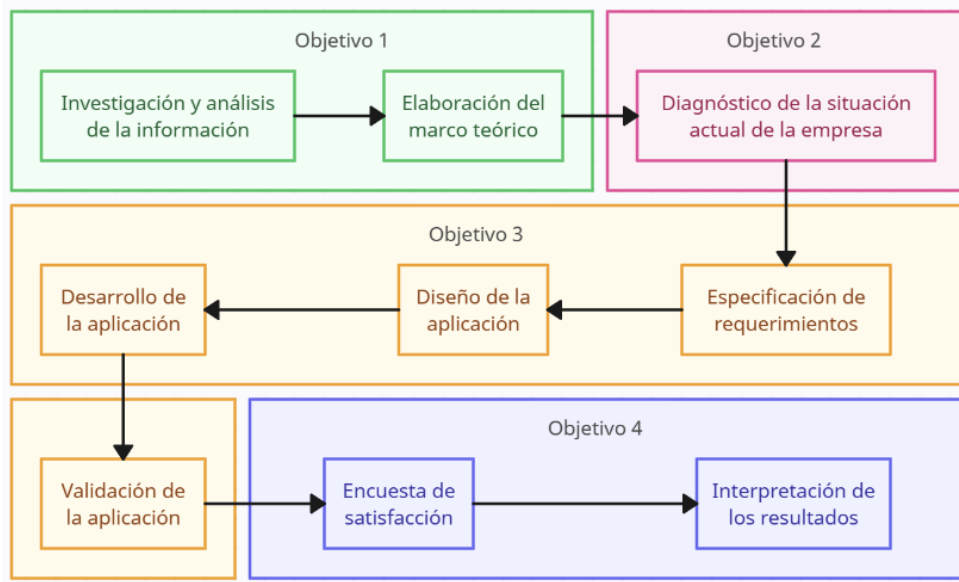 Objetivo 1
Investigación y análisis
de la información
Elaboración del
marco teórico
Objetivo 2
Diagnóstico de la situación
actual de la empresa
Objetivo 3
Especificación de
requerimientos
Diseño de la
aplicación
Desarrollo de
la aplicación
Validación de
la aplicación
Objetivo 4
Encuesta de
satisfacción
Interpretación de
los resultados